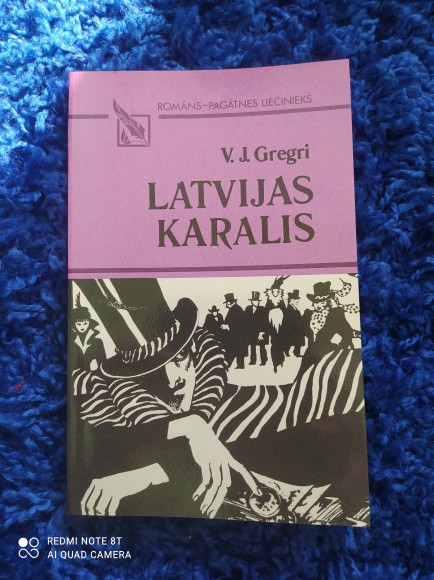 ROMĀNS-PAGĀTNES LIECINIEKS
V. J. Gregri
LATVIJAS
KARALIS
REDMI NOTE 8T
AI QUAD CAMERA